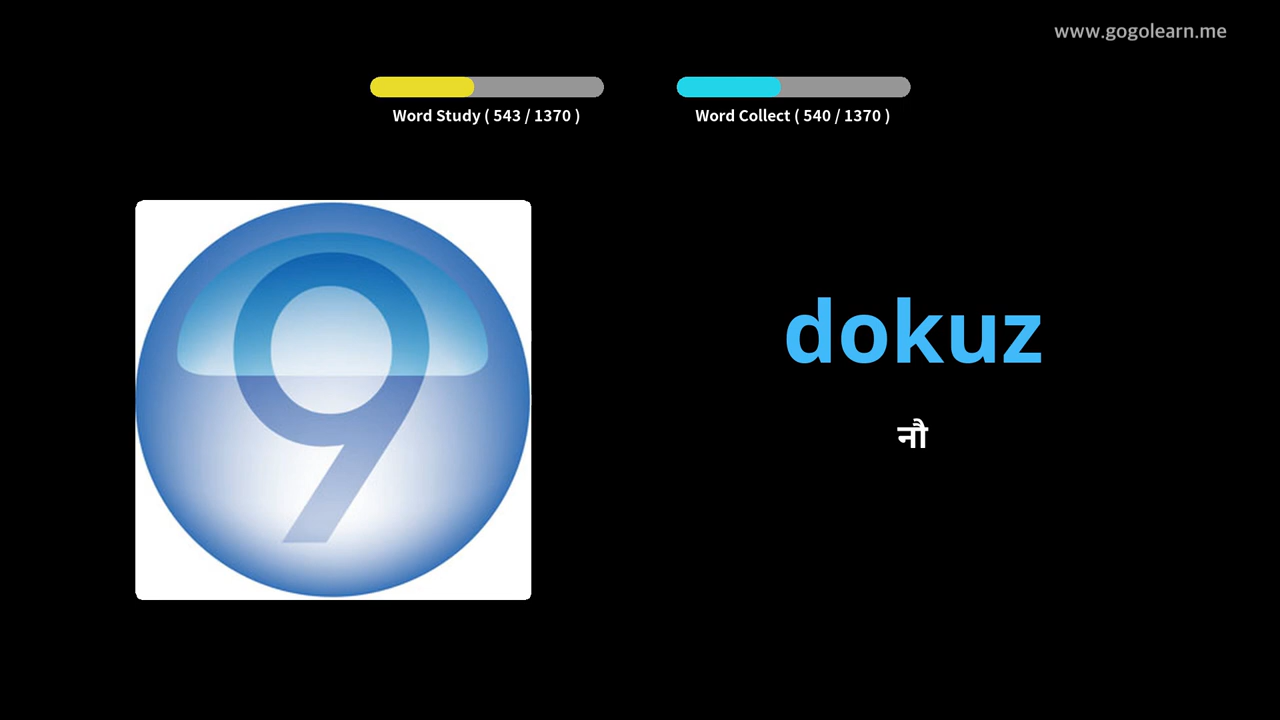 www.gogolearn.me
Word Study ( 543 / 1370 )
Word Collect ( 540 / 1370 )
9
dokuz
नौ